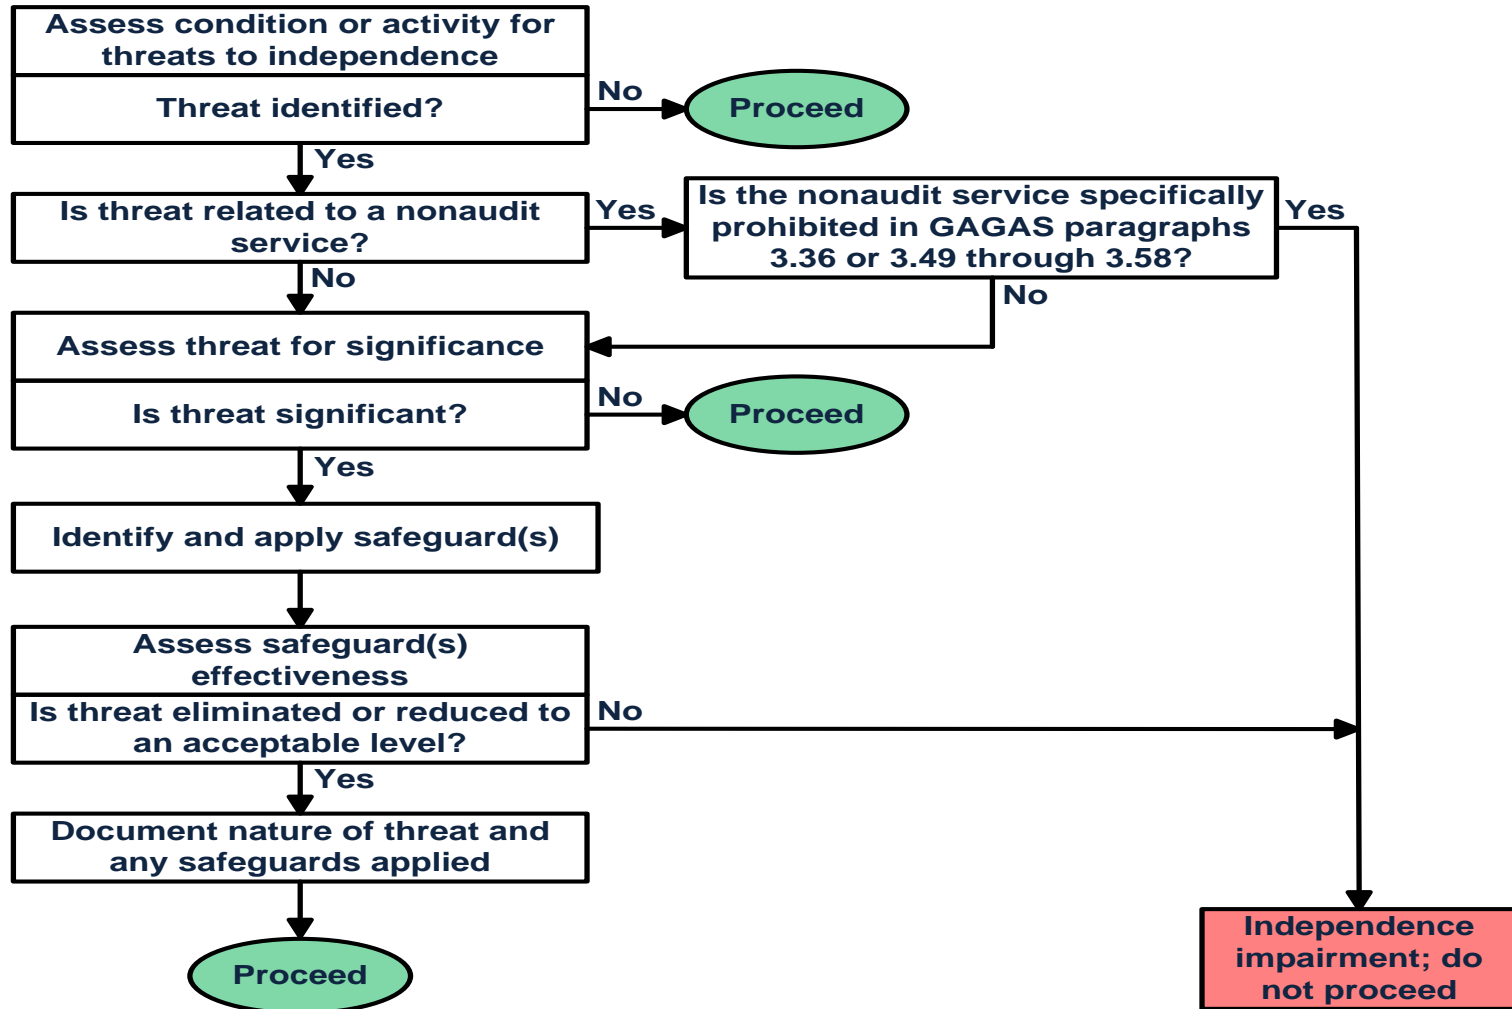 Assess condition or activity for
threats to independence
Threat identified?
No
Proceed
Yes
Is threat related to a nonaudit
service?
Yes
Is the nonaudit service specifically
prohibited in GAGAS paragraphs
3.36 or 3.49 through 3.58?
Yes
No
No
Assess threat for significance
Is threat significant?
No
Proceed
Yes
Identify and apply safeguard(s)
Assess safeguard(s)
effectiveness
Is threat eliminated or reduced to
an acceptable level?
No
Yes
Document nature of threat and
any safeguards applied
Proceed
Independence
impairment; do
not proceed